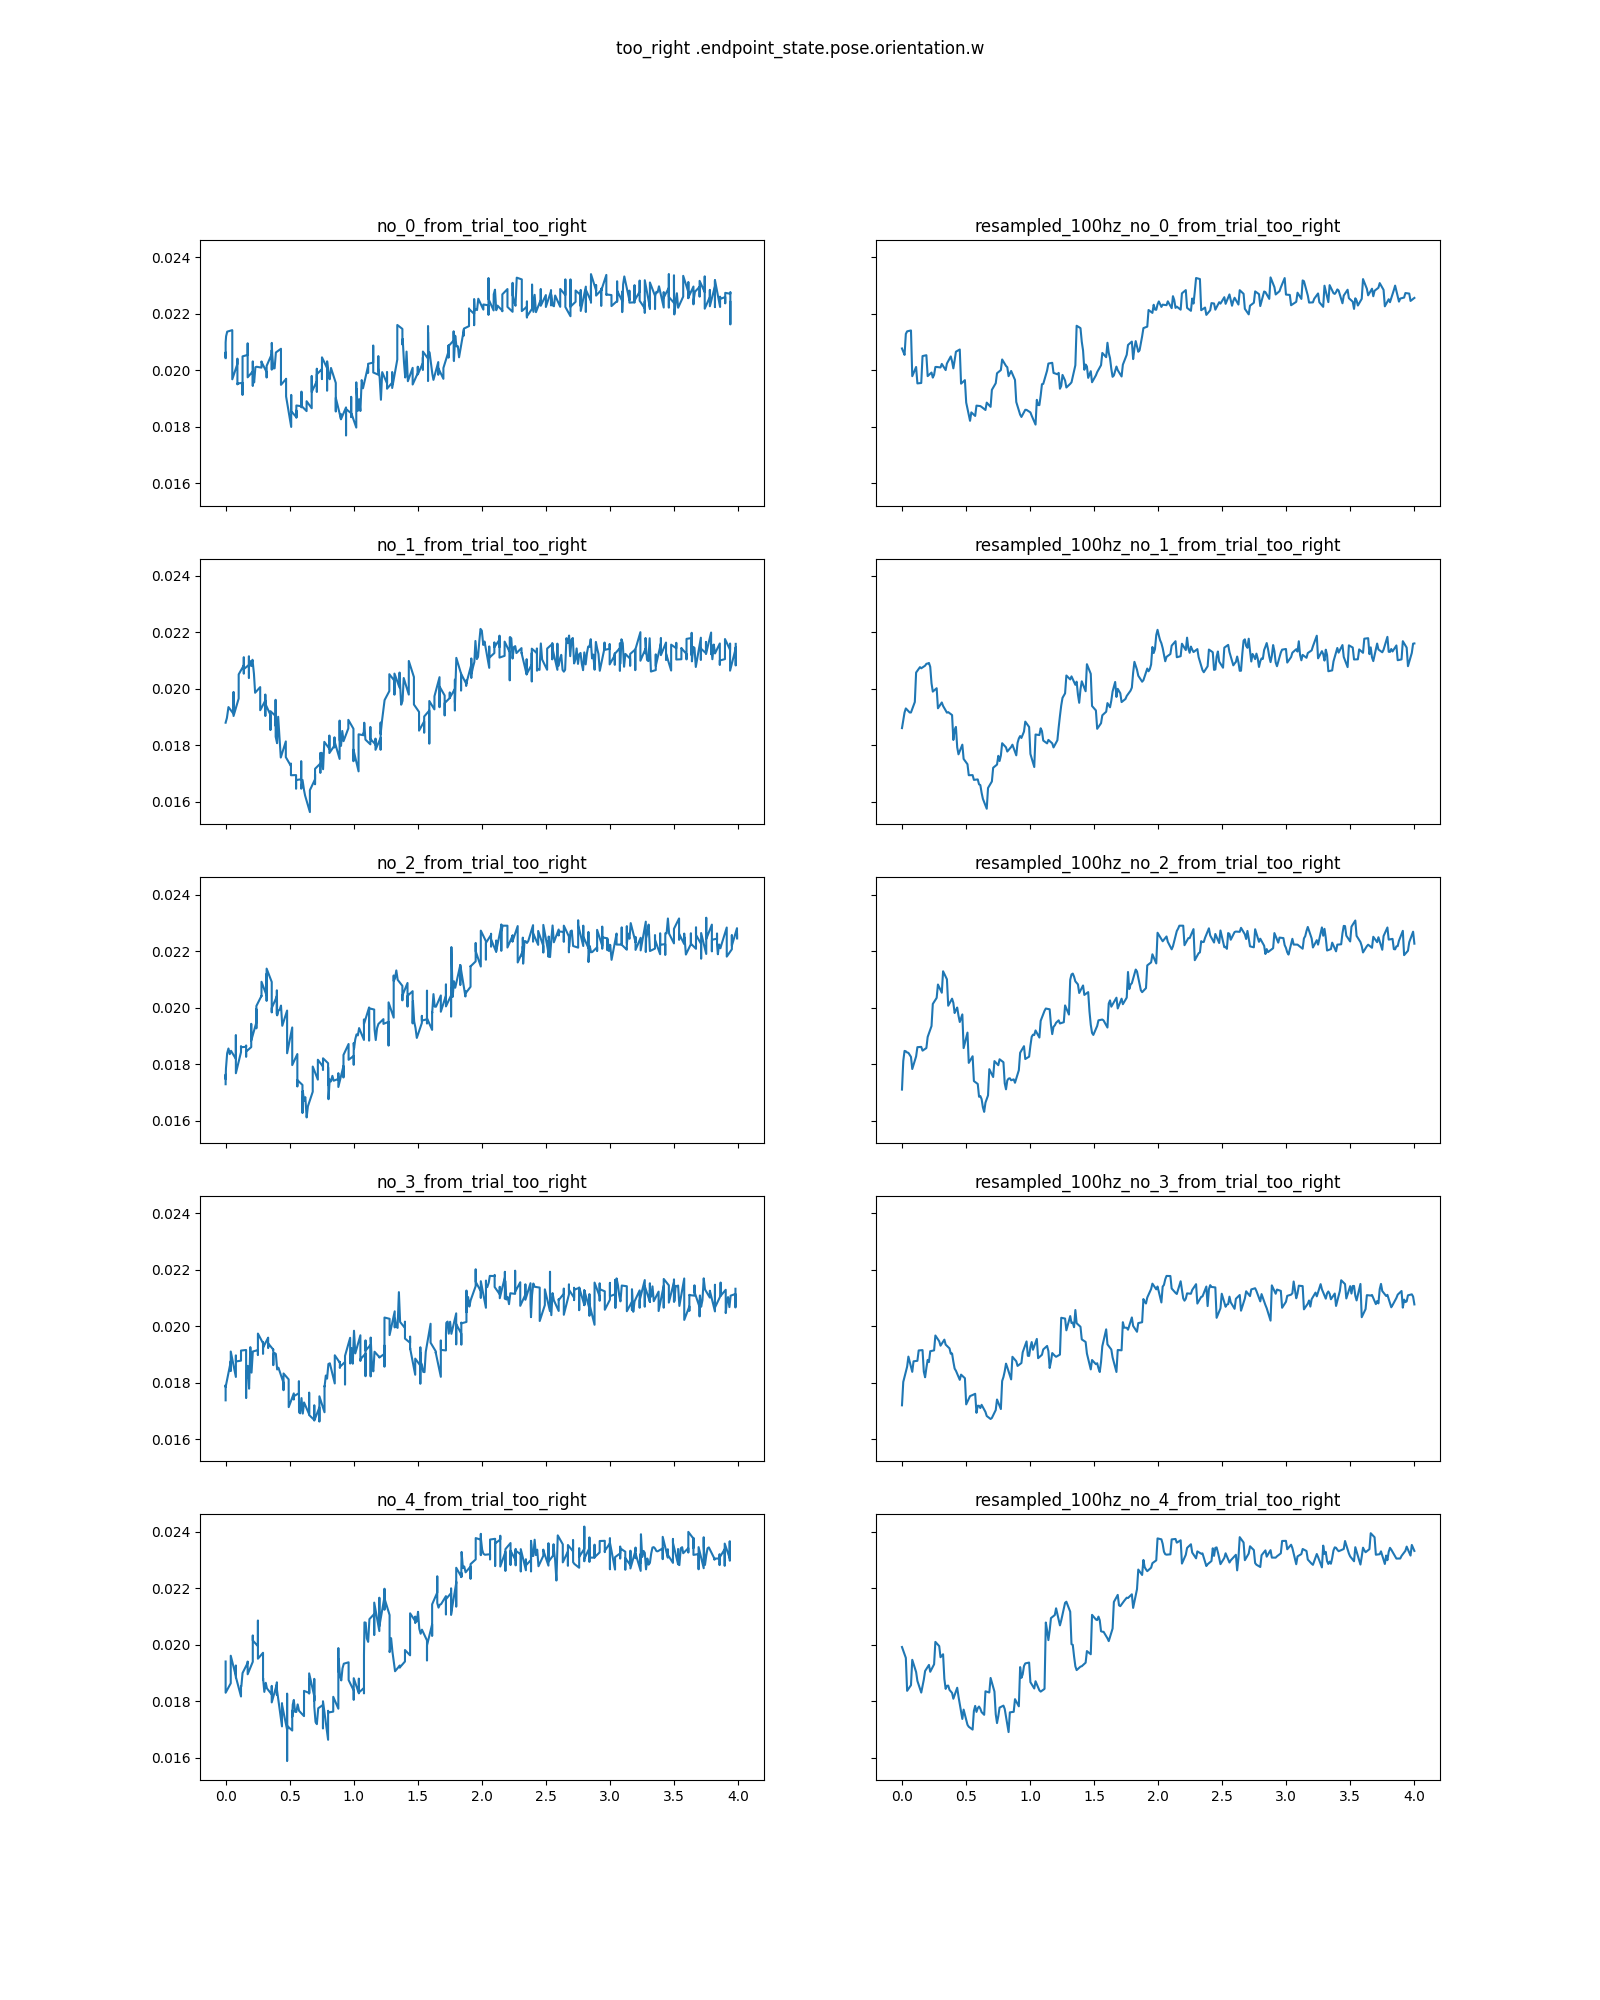 too_right .endpoint_state.pose.orientation.w
no_0_from_trial_too_right
resampled_100hz_no_0_from_trial_too_right
0.024
0.022
0.020
0.018
0.016
no_1_from_trial_too_right
resampled_100hz_no_1_from_trial_too_right
0.024
0.022
0.020
0.018
0.016
no_2_from_trial_too_right
resampled_100hz_no_2_from_trial_too_right
0.024
0.022
0.020
0.018
0.016
no_3_from_trial_too_right
resampled_100hz_no_3_from_trial_too_right
0.024
0.022
0.020
0.018
0.016
no_4_from_trial_too_right
resampled_100hz_no_4_from_trial_too_right
0.024
0.022
0.020
0.018
0.016
0.0 0.5 1.0 1.5 2.0 2.5 3.0 3.5 4.0
0.0 0.5 1.0 1.5 2.0 2.5 3.0 3.5 4.0